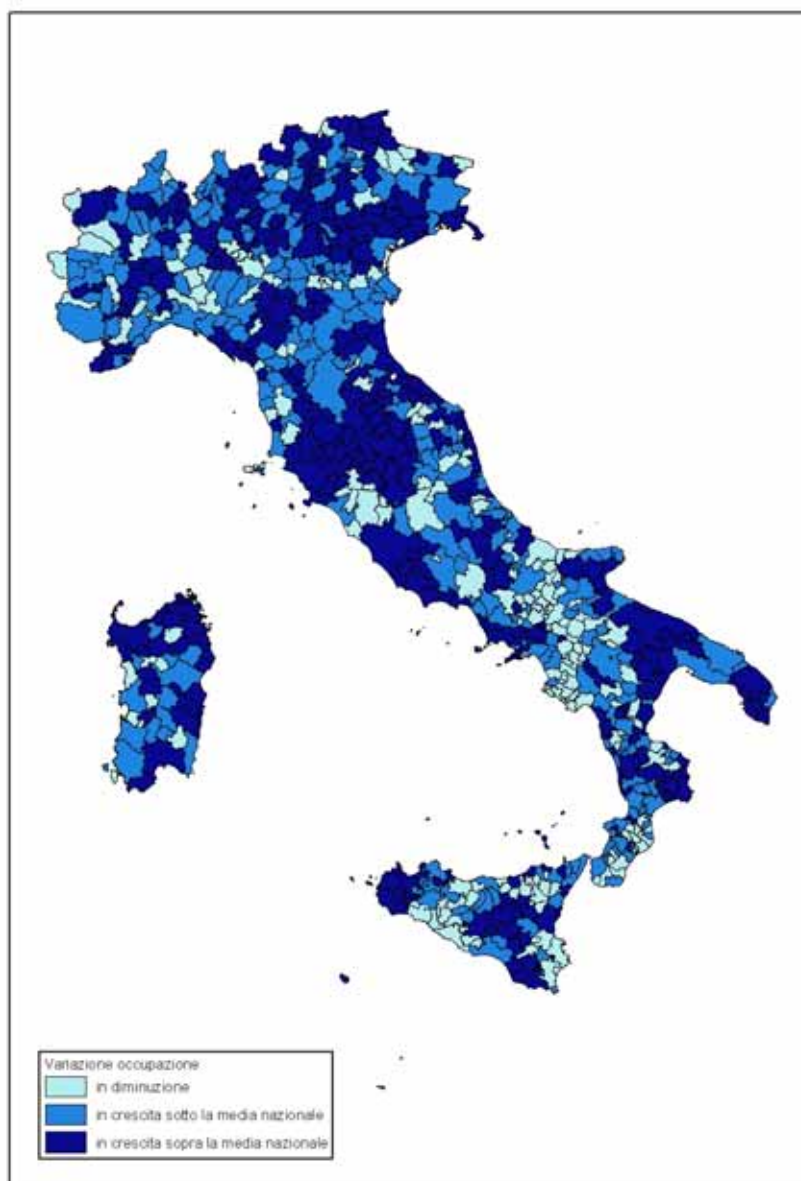 Variazione occupazione
in diminuzione
in crescita sotto la media nazionale
in crescita sopra la media nazionale